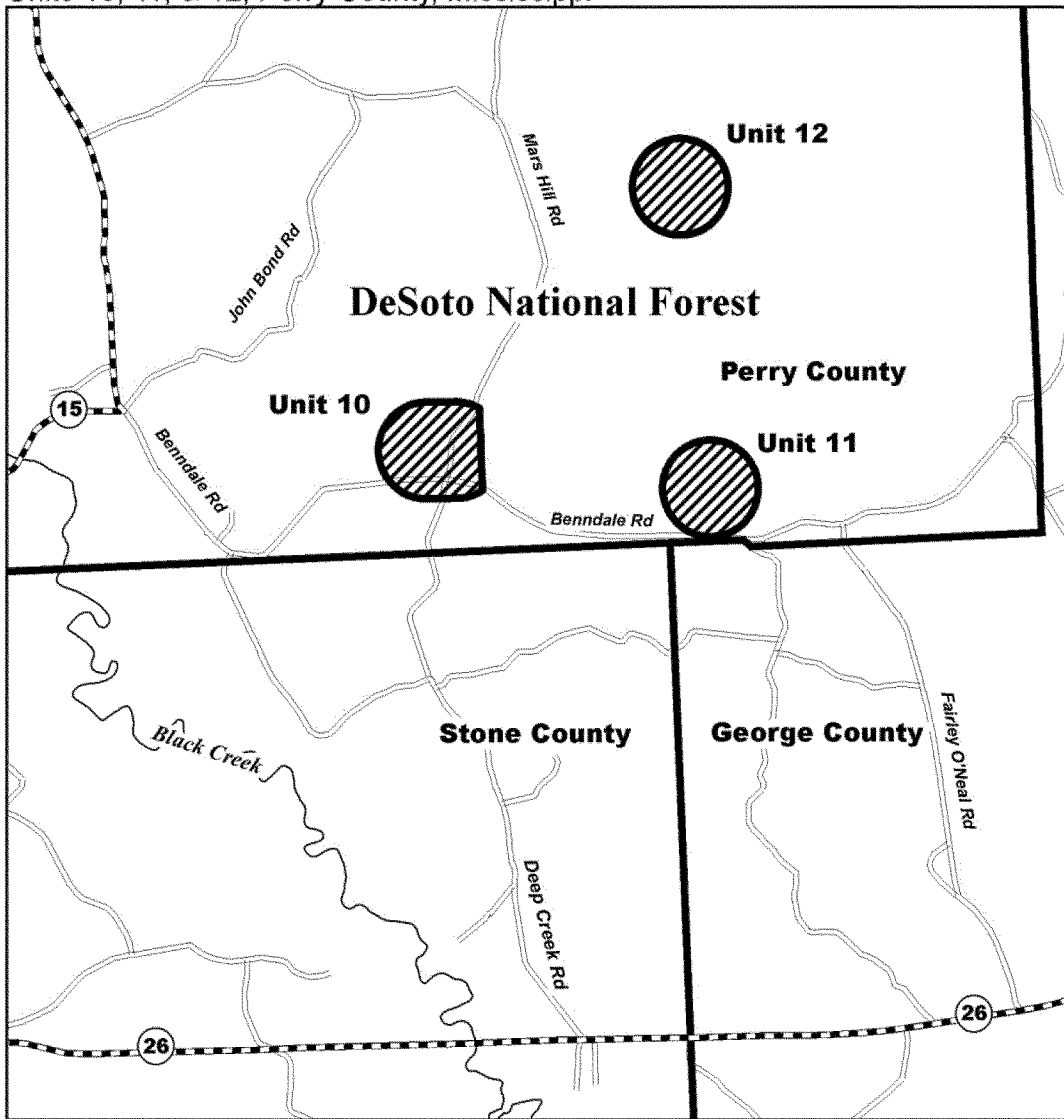 Units 10, 11, & 12, Perry County, Mississippi
Unit 12
Mars Hill Rd
John Bond Rd
DeSoto National Forest
Perry County
Unit 10
15
Unit 11
Benndale Rd
Benndale Rd
Stone County
George County
Black Creek
Fairley O'Neal Rd
Deep Creek Rd
26
26